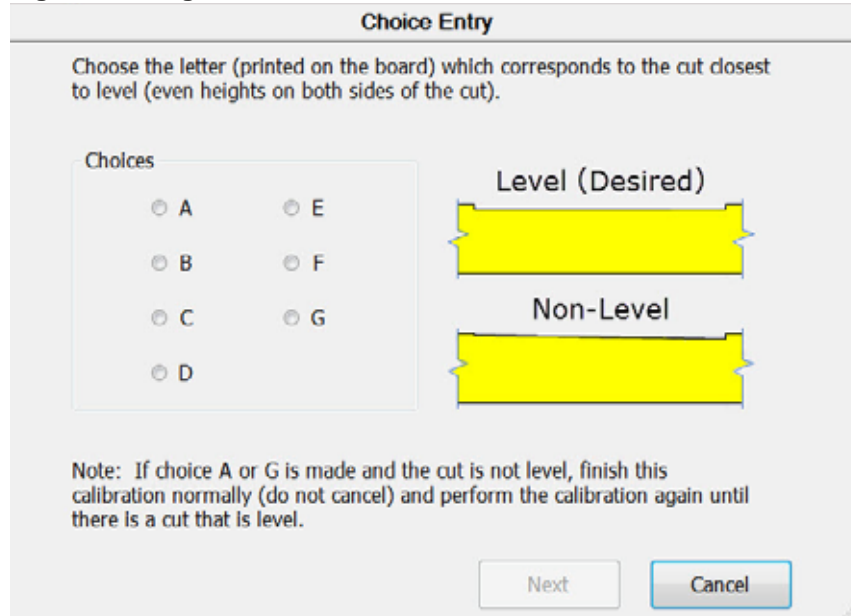 Choice Entry
Choose the letter (printed on the board) which corresponds to the cut closest
to level (even heights on both sides of the cut).
Choices
A
E
B
F
C
G
D
Level (Desired)
Non-Level
Note: If choice A or G is made and the cut is not level, finish this
calibration normally (do not cancel) and perform the calibration again until
there is a cut that is level.
Next
Cancel